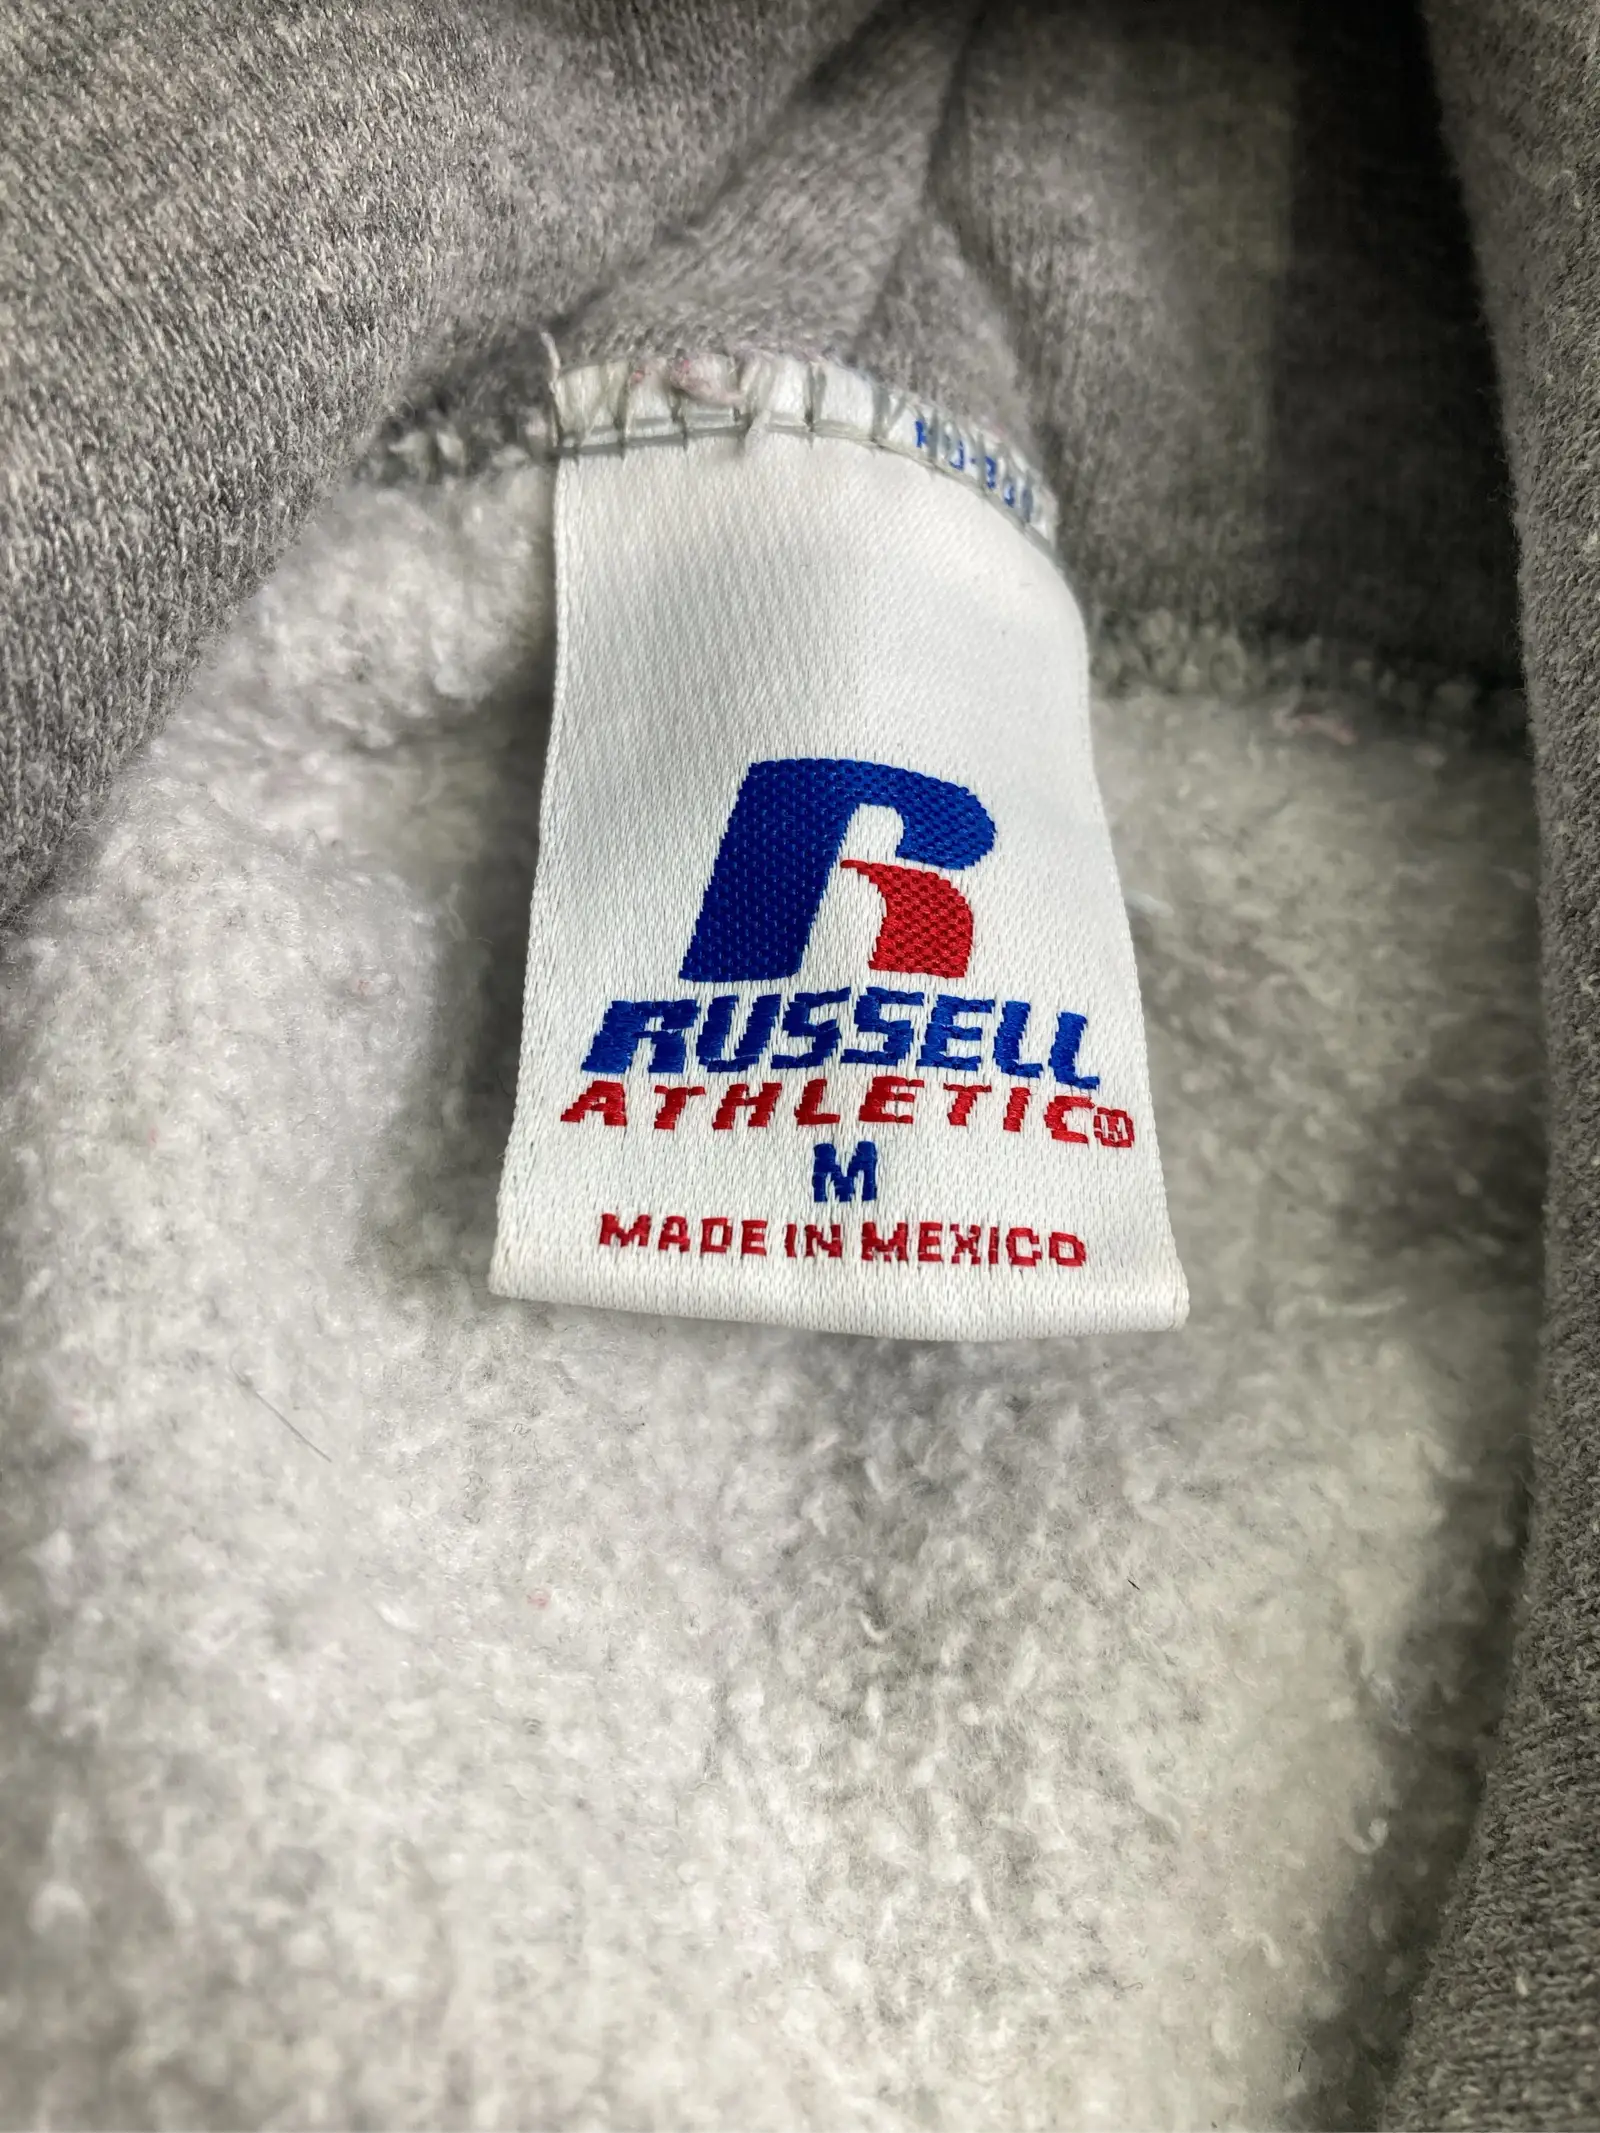 RUSSELL
ATHLETIC®
M
MADE IN MEXICO